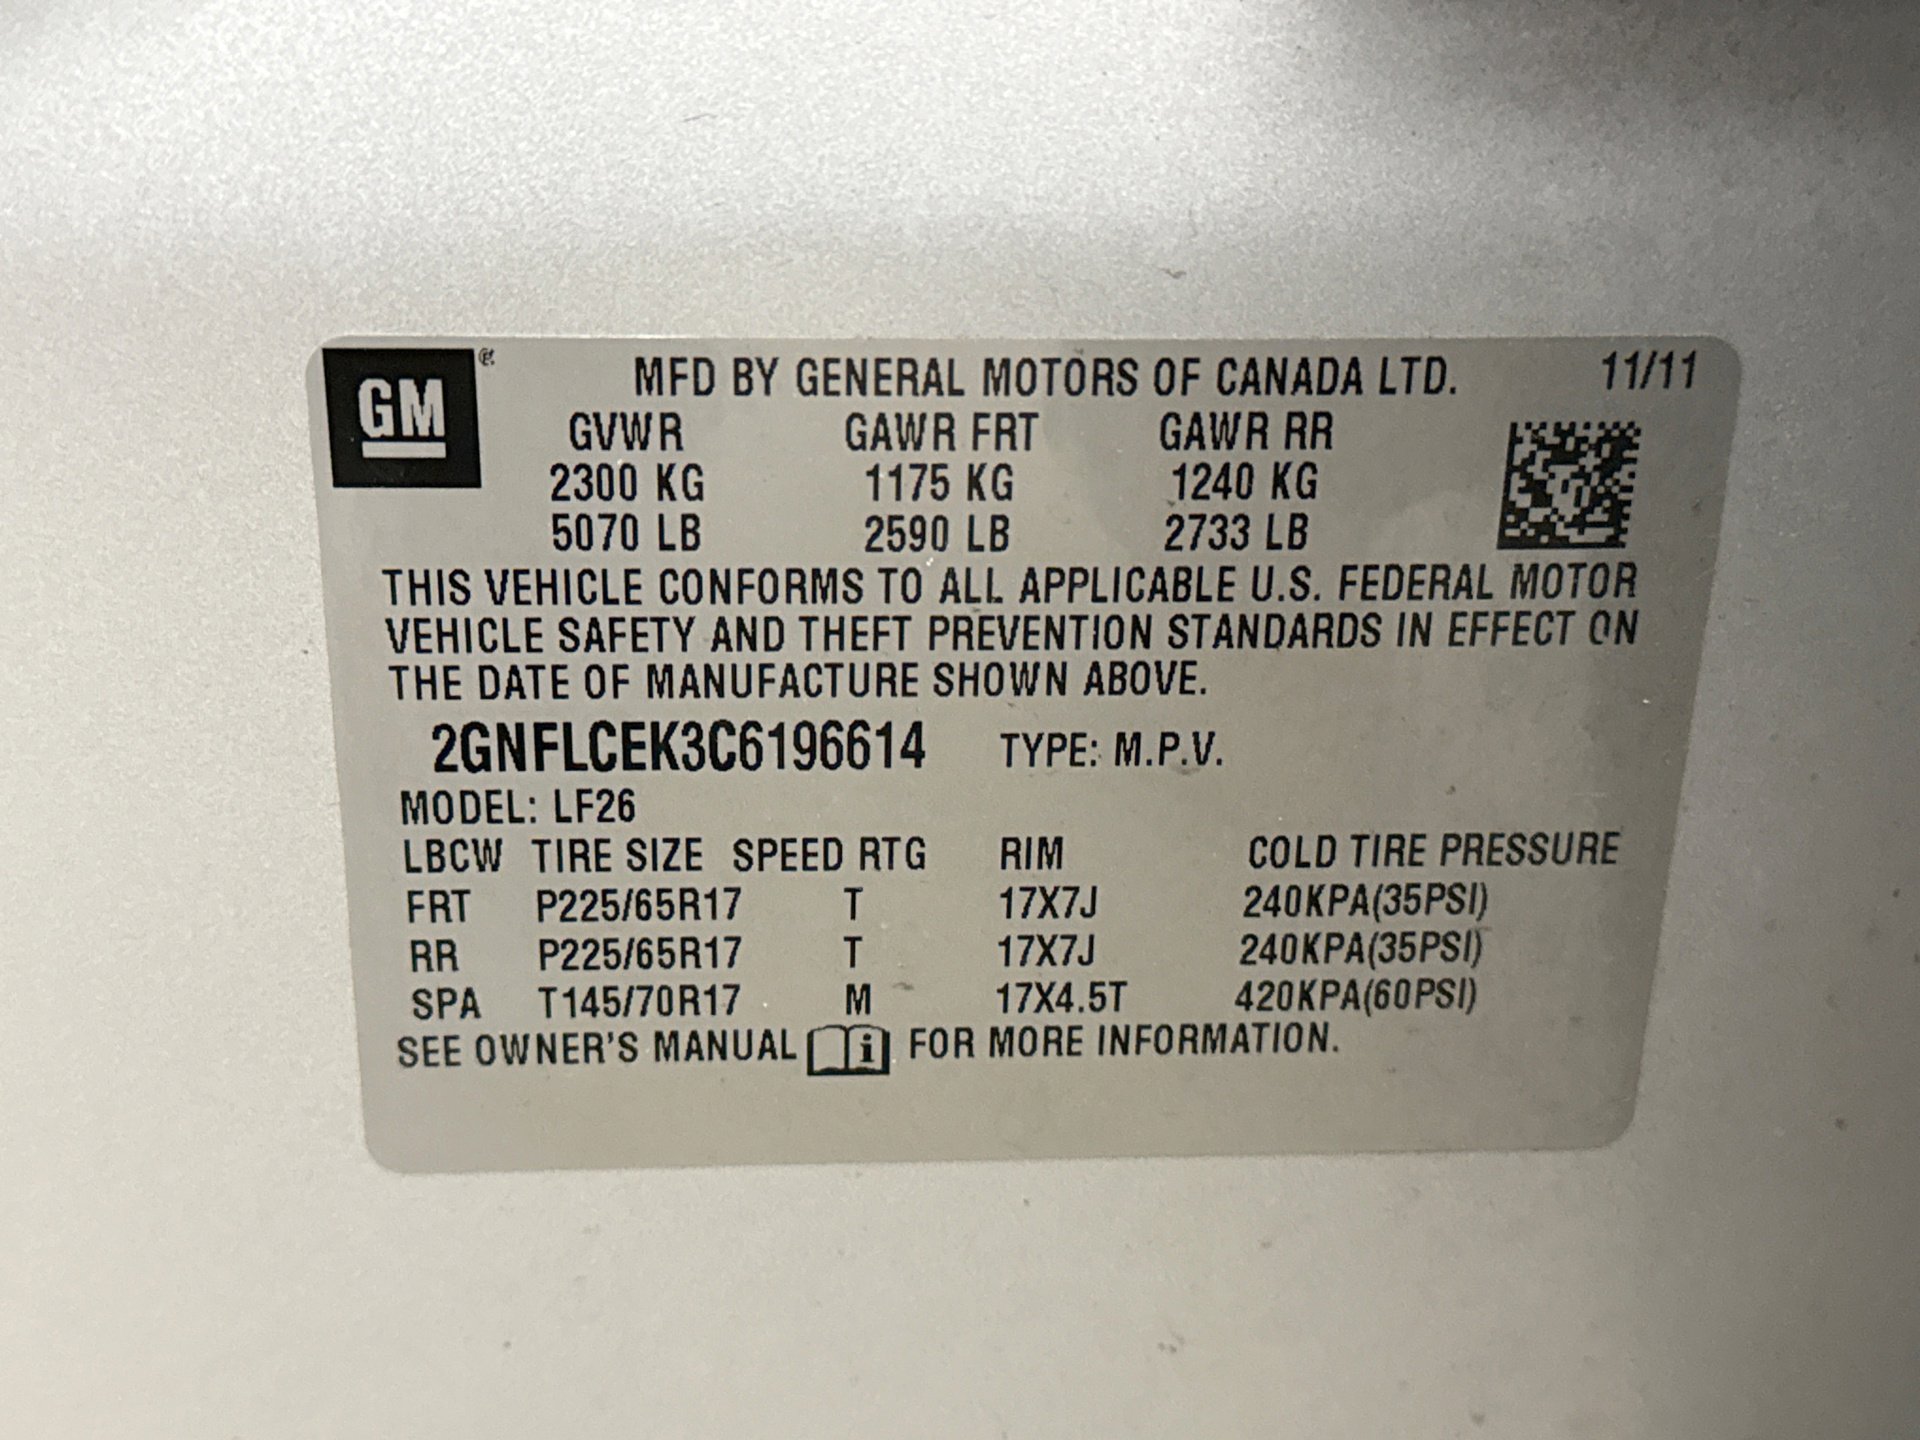 GM ® MFD BY GENERAL MOTORS OF CANADA LTD. 11/11
GVWR GAWR FRT GAWR RR
2300 KG 1175 KG 1240 KG
5070 LB 2590 LB 2733 LB
THIS VEHICLE CONFORMS TO ALL APPLICABLE U.S. FEDERAL MOTOR
VEHICLE SAFETY AND THEFT PREVENTION STANDARDS IN EFFECT ON
THE DATE OF MANUFACTURE SHOWN ABOVE.
2GNFLCEK3C6196614 TYPE: M.P.V.
MODEL: LF26
LBCW TIRE SIZE SPEED RTG RIM COLD TIRE PRESSURE
FRT P225/65R17 T 17X7J 240KPA(35PSI)
RR P225/65R17 T 17X7J 240KPA(35PSI)
SPA T145/70R17 M 17X4.5T 420KPA(60PSI)
SEE OWNER'S MANUAL i FOR MORE INFORMATION.